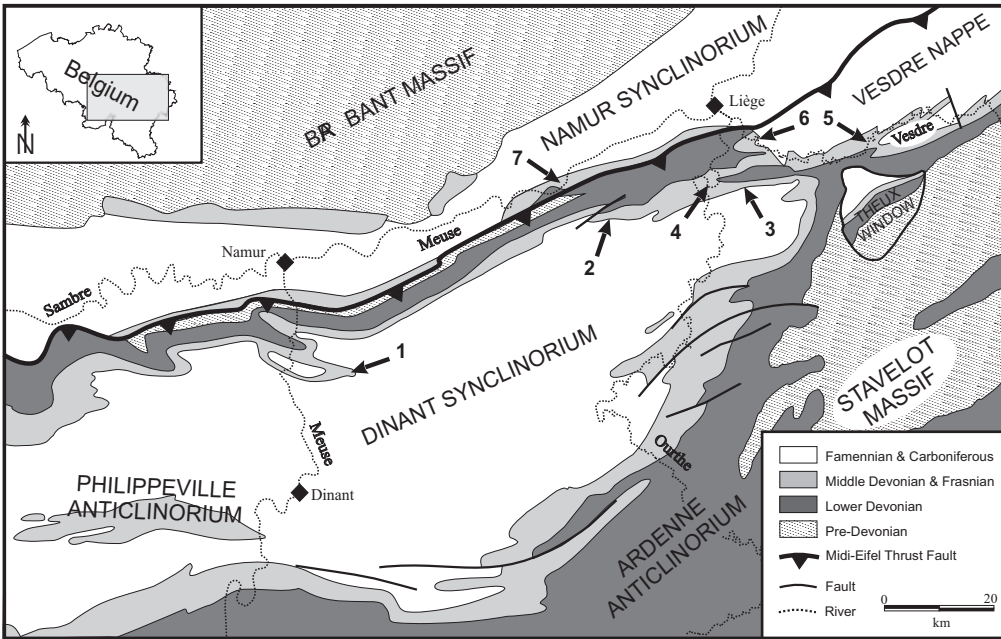 Belgium
N
BR BANT MASSIF
NAMUR SYNCLINORIUM
VESDRE NAPPE
Liège
6
5
Vesdre
7
THEUX
WINDOW
4
3
2
Meuse
Namur
Sambre
1
DINANT SYNCLINORIUM
STAVELOT
MASSIF
Meuse
Ourthe
PHILIPPEVILLE
ANTICLINORIUM
Dinant
ARDENNE
ANTICLINORIUM
Famennian & Carboniferous
Middle Devonian & Frasnian
Lower Devonian
Pre-Devonian
Midi-Eifel Thrust Fault
Fault
River
0 20
km